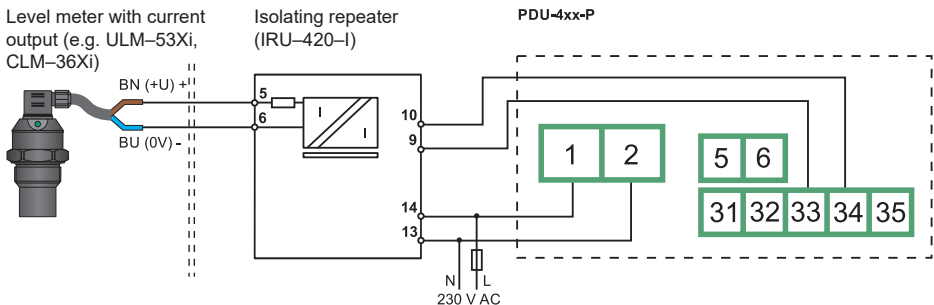 Level meter with current
output (e.g. ULM–53Xi,
CLM–36Xi)
Isolating repeater
(IRU–420–I)
PDU-4xx-P
BN (+U) +
BU (0V) -
5
6
I
I
10
9
14
13
1 2
5 6
31 32 33 34 35
N L
230 V AC